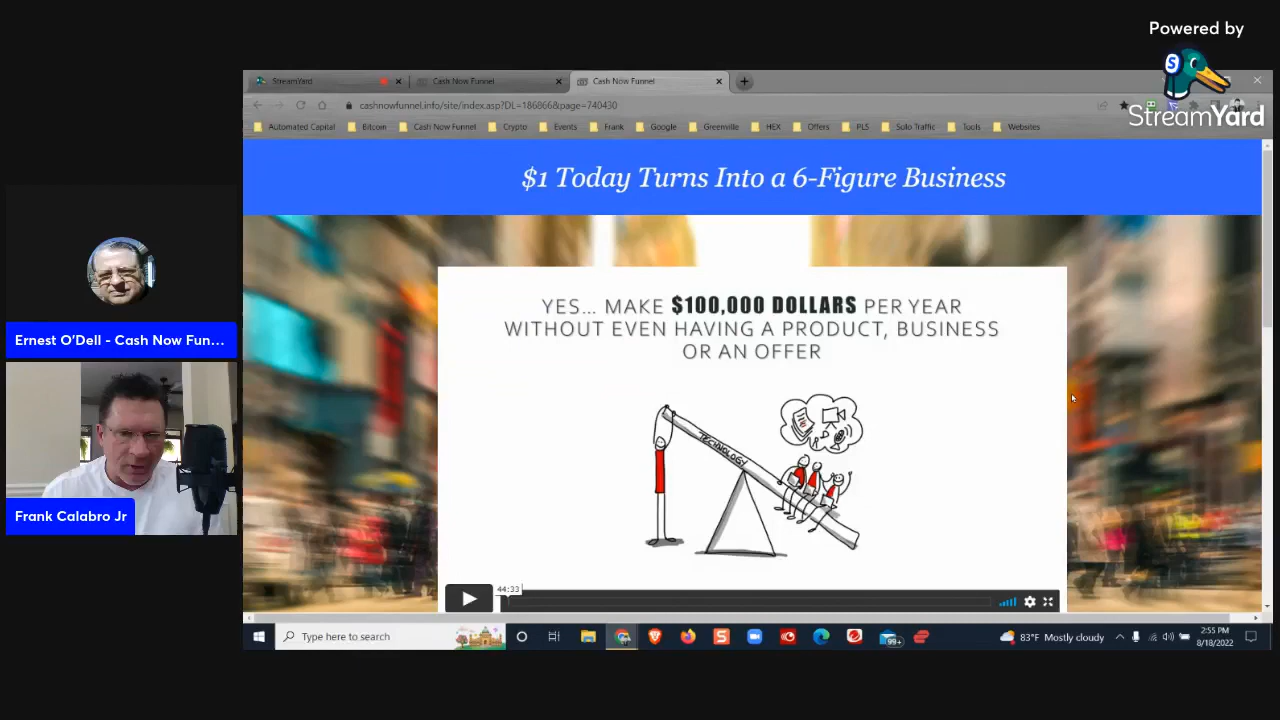 Powered by
StreamYard
StreamYard
Cash Now Funnel
Cash Now Funnel
cashnowfunnel.info/site/index.asp?DL=186866&page=740430
Automated Capital
Bitcoin
Cash Now Funnel
Crypto
Events
Frank
Google
Greenville
HEX
Offers
PLS
Solo Traffic
Tools
Websites
$1 Today Turns Into a 6-Figure Business
YES... MAKE $100,000 DOLLARS PER YEAR
WITHOUT EVEN HAVING A PRODUCT, BUSINESS
OR AN OFFER
TECHNOLOGY
Ernest O'Dell - Cash Now Fun...
Frank Calabro Jr
44:33
Type here to search
99+
83°F Mostly cloudy
2:55 PM
8/18/2022